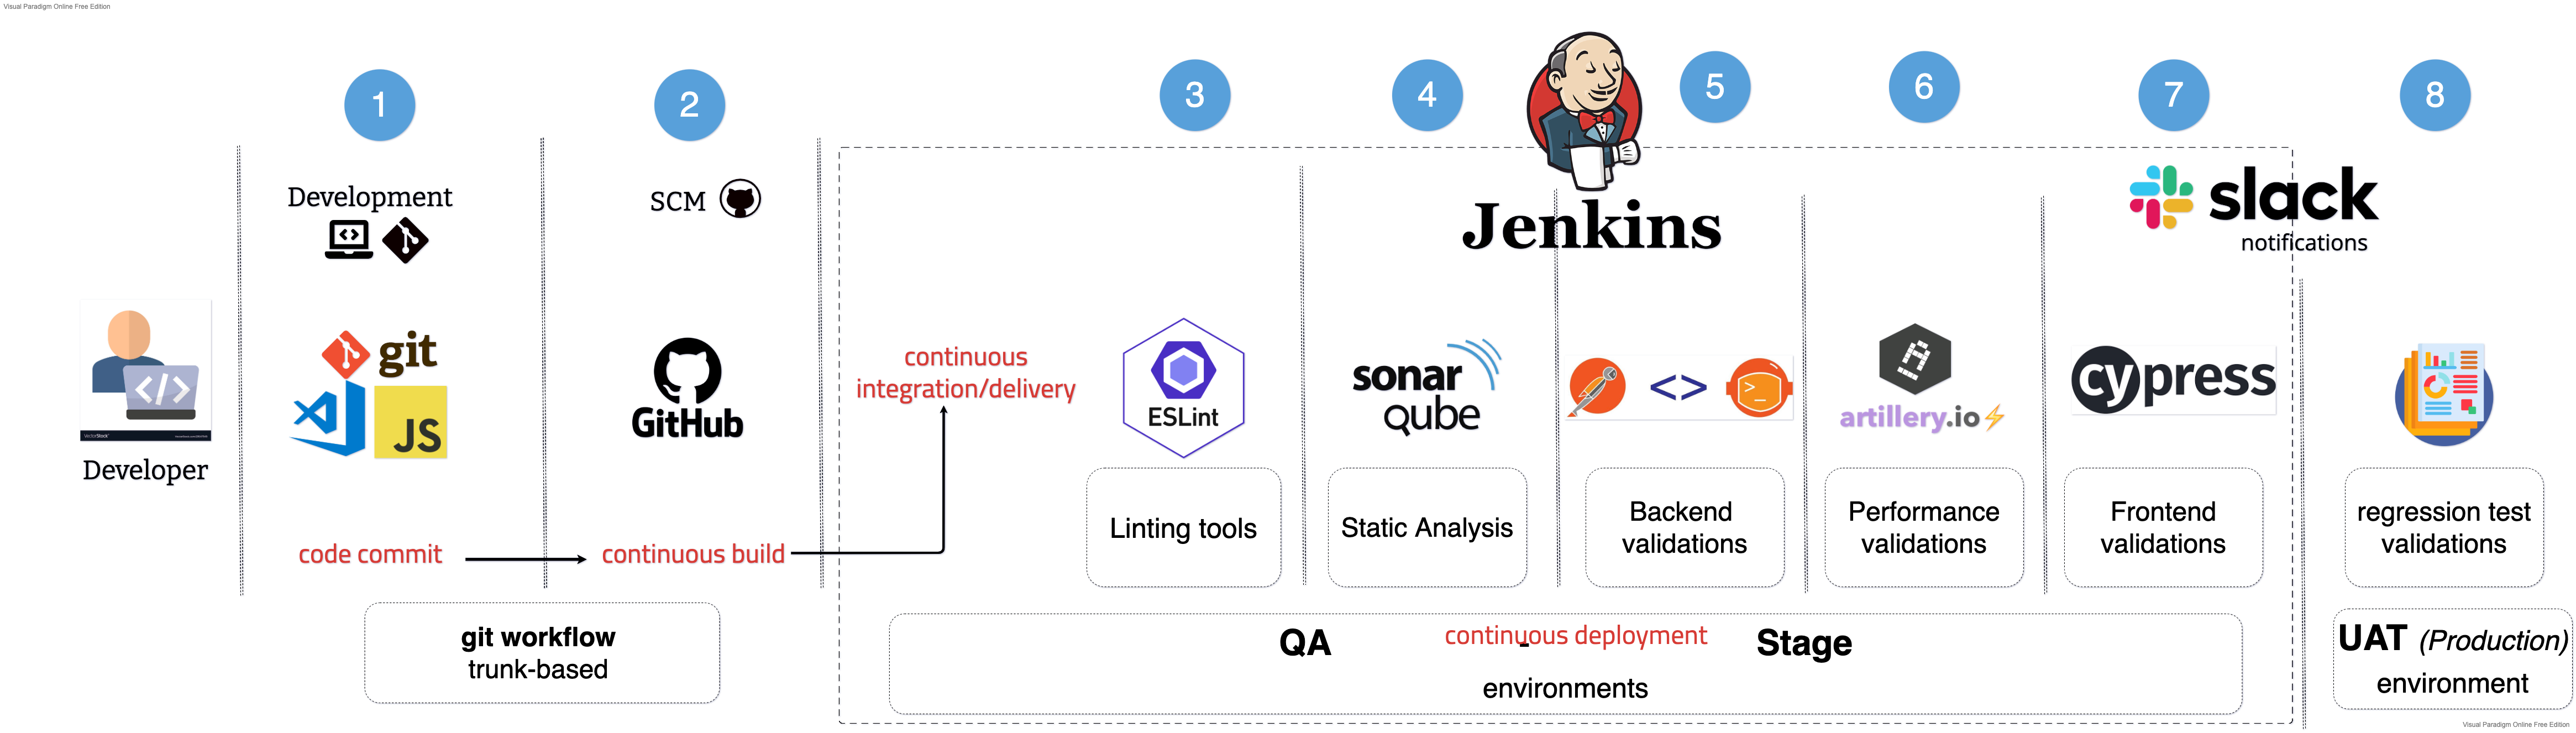 Visual Paradigm Online Free Edition
1
2
3
4
5
6
7
8
Development
SCM
Jenkins
slack
notifications
Developer
</>
VectorStock
git
JS
GitHub
continuous
integration/delivery
ESLint
sonar
qube
<>
>_
artillery.io
cypress
code commit
continuous build
Linting tools
Static Analysis
Backend
validations
Performance
validations
Frontend
validations
regression test
validations
git workflow
trunk-based
QA - continuous deployment Stage
environments
UAT (Production)
environment
Visual Paradigm Online Free Edition